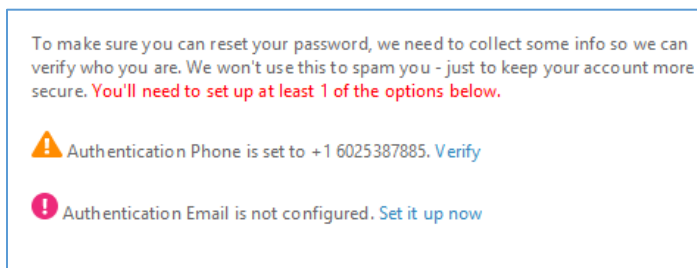 To make sure you can reset your password, we need to collect some info so we can
verify who you are. We won't use this to spam you - just to keep your account more
secure. You'll need to set up at least 1 of the options below.
Authentication Phone is set to +1 6025387885. Verify
Authentication Email is not configured. Set it up now